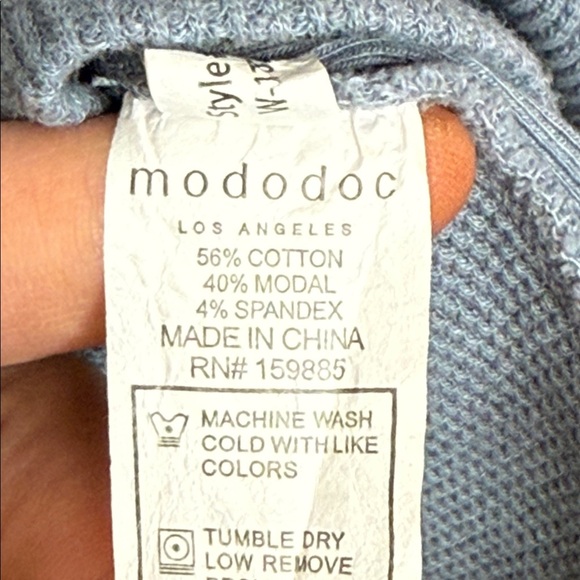 Style
mododoc
LOS ANGELES
56% COTTON
40% MODAL
4% SPANDEX
MADE IN CHINA
RN# 159885
MACHINE WASH
COLD WITH LIKE
COLORS
TUMBLE DRY
LOW REMOVE